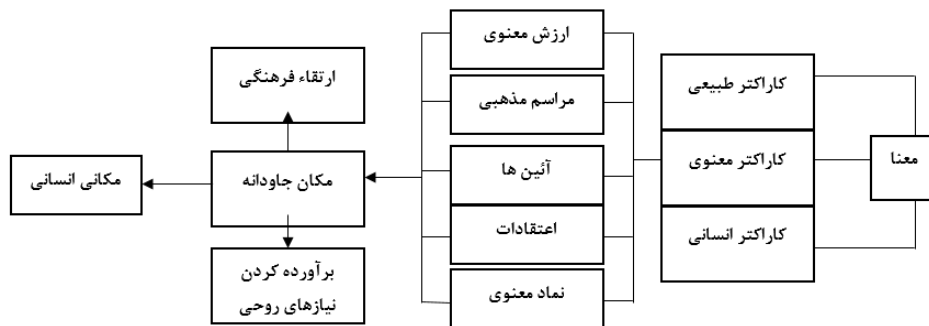 معنا
کاراکتر طبیعی
کاراکتر معنوی
کاراکتر انسانی
ارزش معنوی
مراسم مذهبی
آئین ها
اعتقادات
نماد معنوی
ارتقاء فرهنگی
مکان جاودانه
برآورده کردن
نیازهای روحی
مکانی انسانی